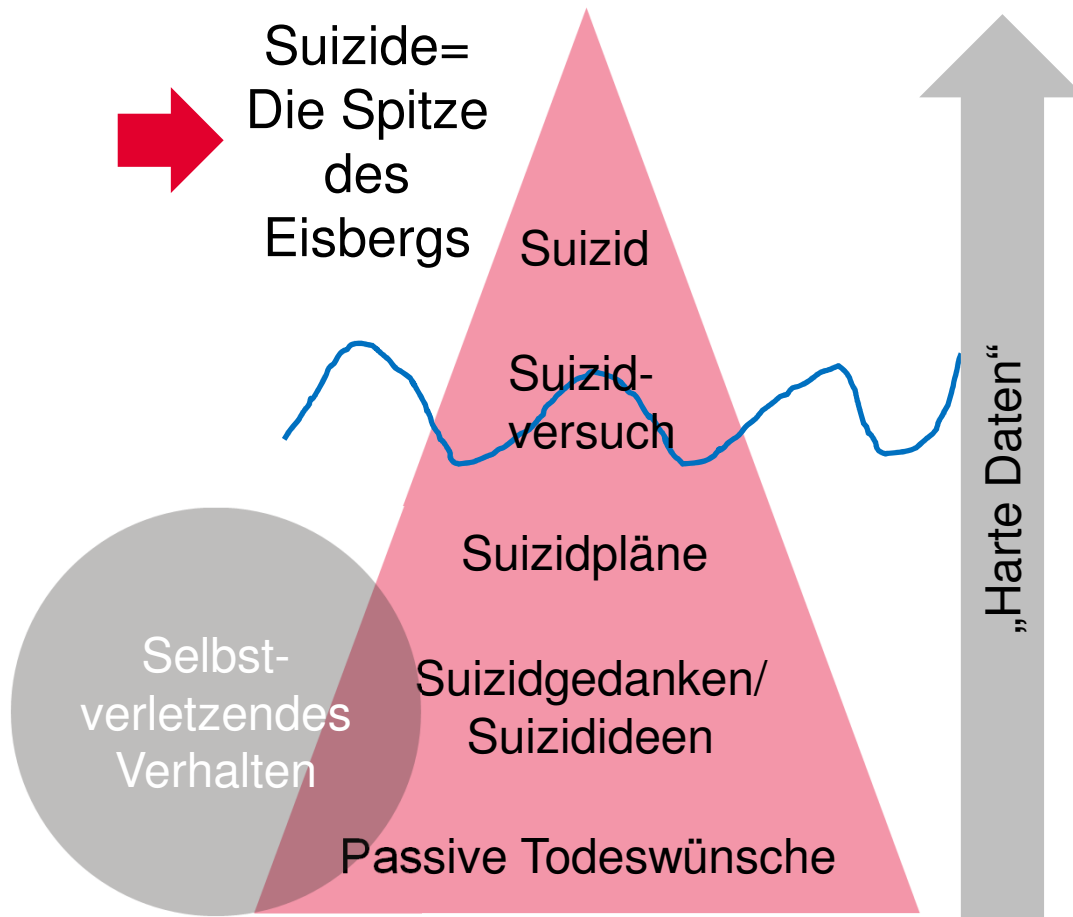 Suizide=
Die Spitze
des
Eisbergs
Suizid
Suizid-
versuch
Suizidpläne
Suizidgedanken/
Suizidideen
Passive Todeswünsche
Selbst-
verletzendes
Verhalten
„Harte Daten“